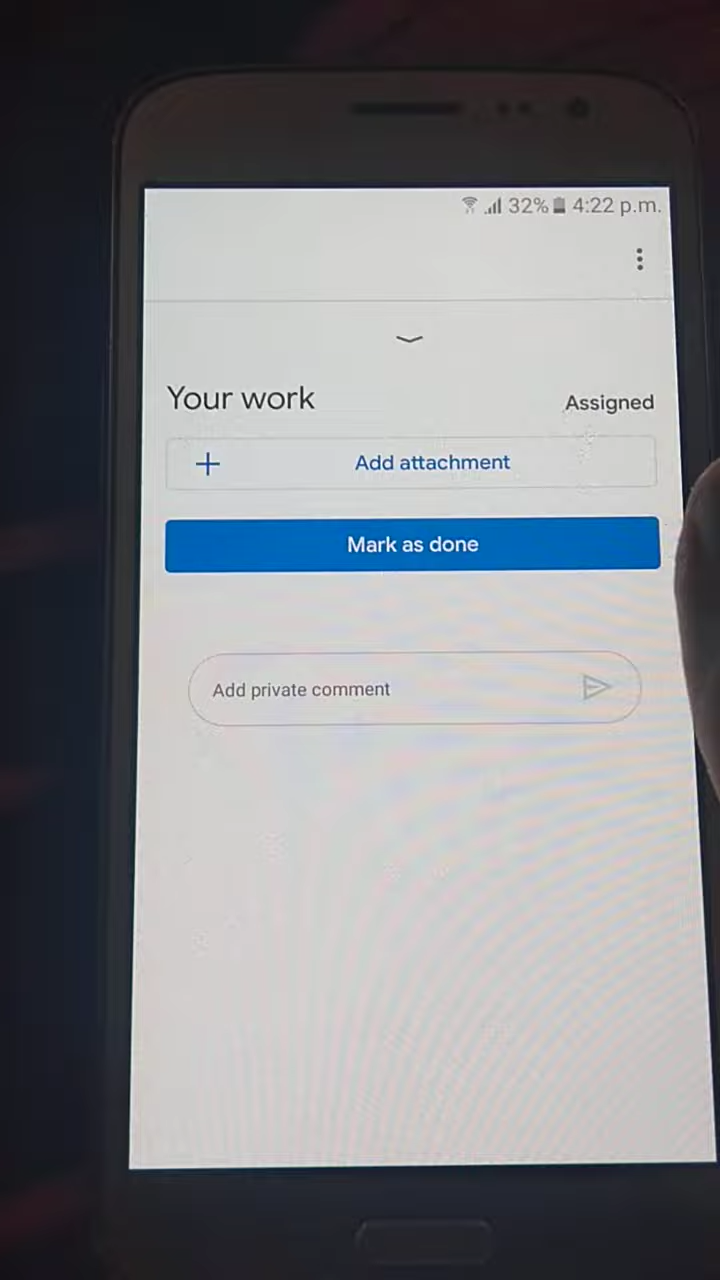 32% 4:22 p.m.
Your work
Assigned
Add attachment
Mark as done
Add private comment